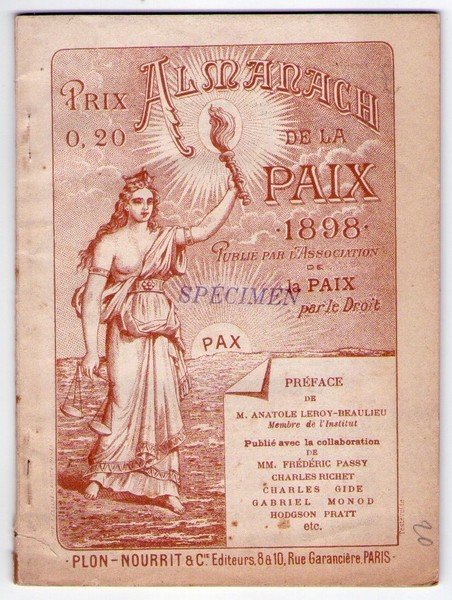 PRIX
0,20
ALMANACH
DE LA
PAIX
·1898·
PUBLIÉ PAR L'ASSOCIATION
DE
la PAIX
par le Droit
SPECIMEN
PAX
PRÉFACE
DE
M. ANATOLE LEROY-BEAULIEU
Membre de l'Institut
Publié avec la collaboration
DE
MM. FRÉDÉRIC PASSY
CHARLES RICHET
CHARLES GIDE
GABRIEL MONOD
HODGSON PRATT
etc.
20
·PLON-NOURRIT & Cie Editeurs, 8 & 10, Rue Garancière, PARIS·